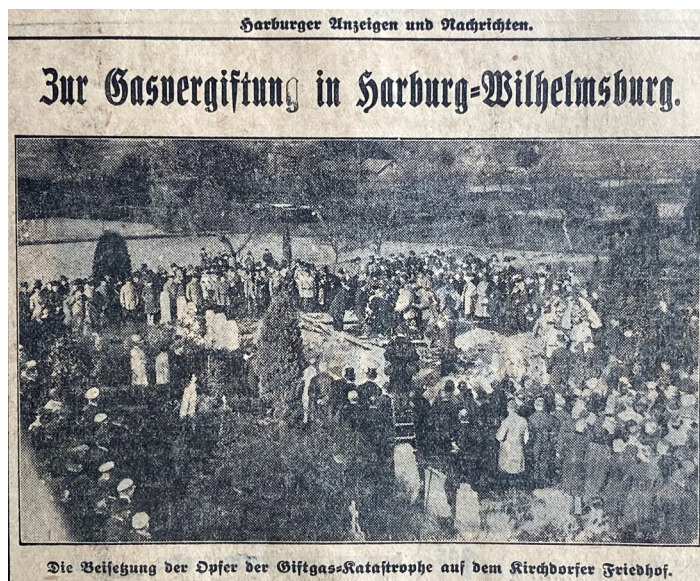 Harburger Anzeigen und Nachrichten.
Zur Gasvergiftung in Harburg-Wilhelmsburg.
Die Beisetzung der Opfer der Giftgas-Katastrophe auf dem Kirchdorfer Friedhof.